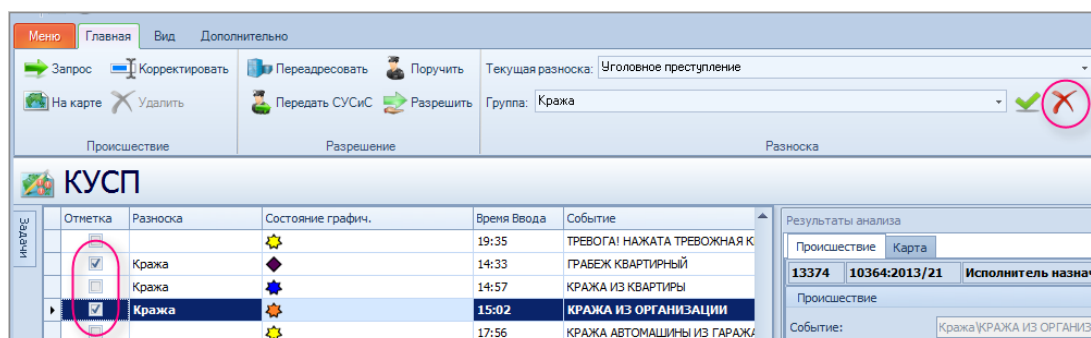 Меню Главная Вид Дополнительно
Запрос Корректировать Переадресовать Поручить Текущая разноска: Уголовное преступление
На карте Удалить Передать СУСиС Разрешить Группа: Кража
Происшествие Разрешение Разноска
КУСП
Задачи
Отметка Разноска Состояние графич. Время Ввода Событие
19:35 ТРЕВОГА! НАЖАТА ТРЕВОЖНАЯ К
Кража 14:33 ГРАБЕЖ КВАРТИРНЫЙ
Кража 14:57 КРАЖА ИЗ КВАРТИРЫ
Кража 15:02 КРАЖА ИЗ ОРГАНИЗАЦИИ
17:56 КРАЖА АВТОМАШИНЫ ИЗ ГАРАЖА
Результаты анализа
Происшествие Карта
13374 10364:2013/21 Исполнитель назнач
Происшествие
Событие: Кража\КРАЖА ИЗ ОРГАНИЗ